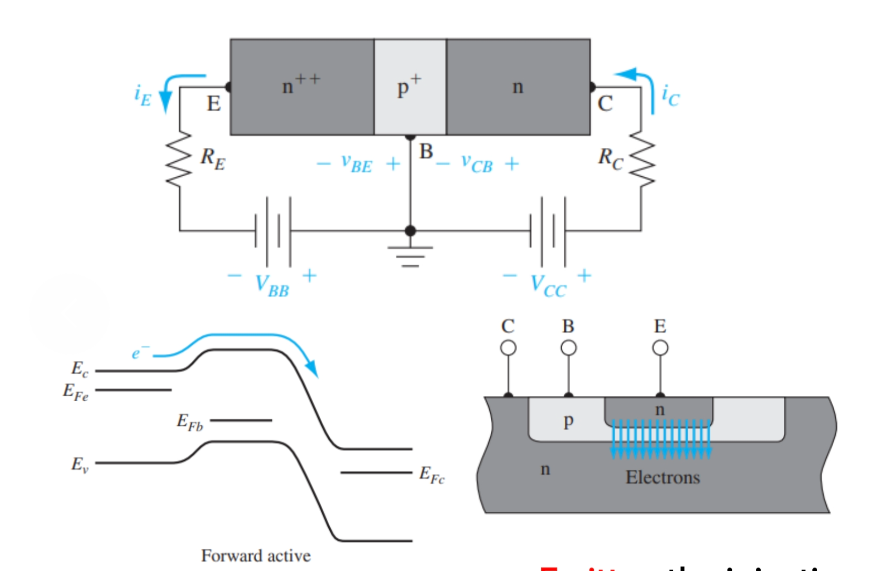 n++ p+ n
iE E C iC
RE − vBE + B − vCB + RC
− VBB + − VCC +
e−
Ec
EFe
EFb
Ev
EFc
Forward active
C B E
p n
n Electrons